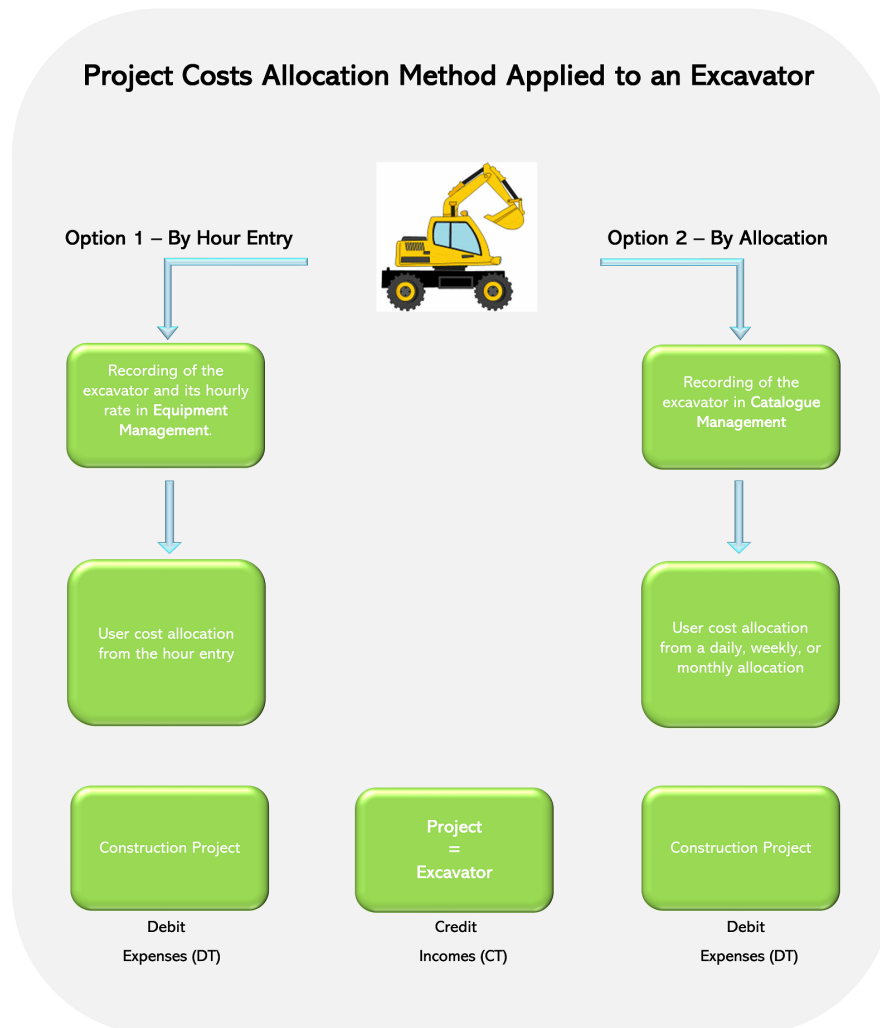 Project Costs Allocation Method Applied to an Excavator
Option 1 – By Hour Entry
Option 2 – By Allocation
Recording of the
excavator and its hourly
rate in Equipment
Management.
Recording of the
excavator in Catalogue
Management
User cost allocation
from the hour entry
User cost allocation
from a daily, weekly, or
monthly allocation
Construction Project
Project
=
Excavator
Construction Project
Debit
Credit
Debit
Expenses (DT)
Incomes (CT)
Expenses (DT)